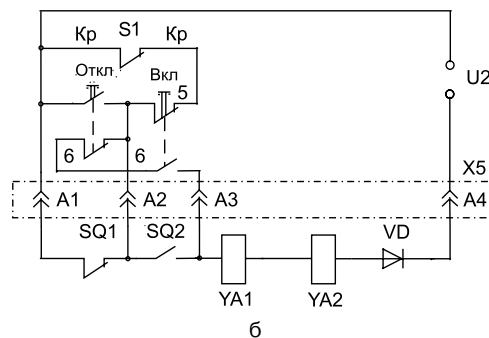 Кр S1 Кр
U2
Откл. Вкл
5
6 6
X5
A1 A2 A3 A4
SQ1 SQ2 VD
YA1 YA2
б